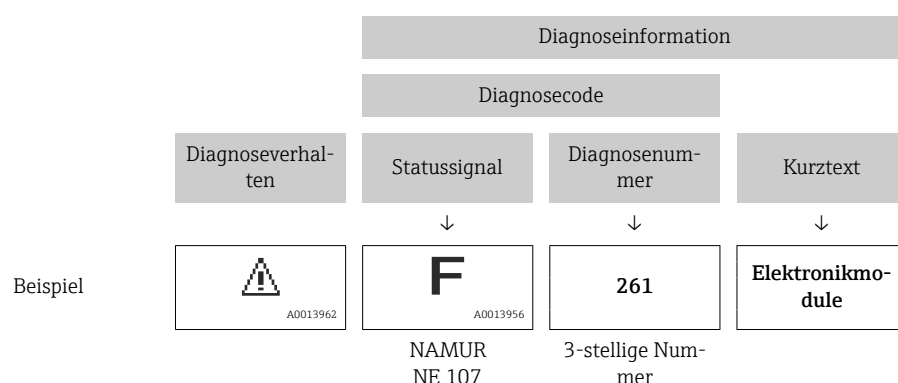 Diagnoseinformation
Diagnosecode
Diagnoseverhal-
ten
Statussignal
Diagnosenum-
mer
Kurztext
↓ ↓ ↓
Beispiel
A0013962
F
A0013956
261
Elektronikmo-
dule
NAMUR
NE 107
3-stellige Num-
mer